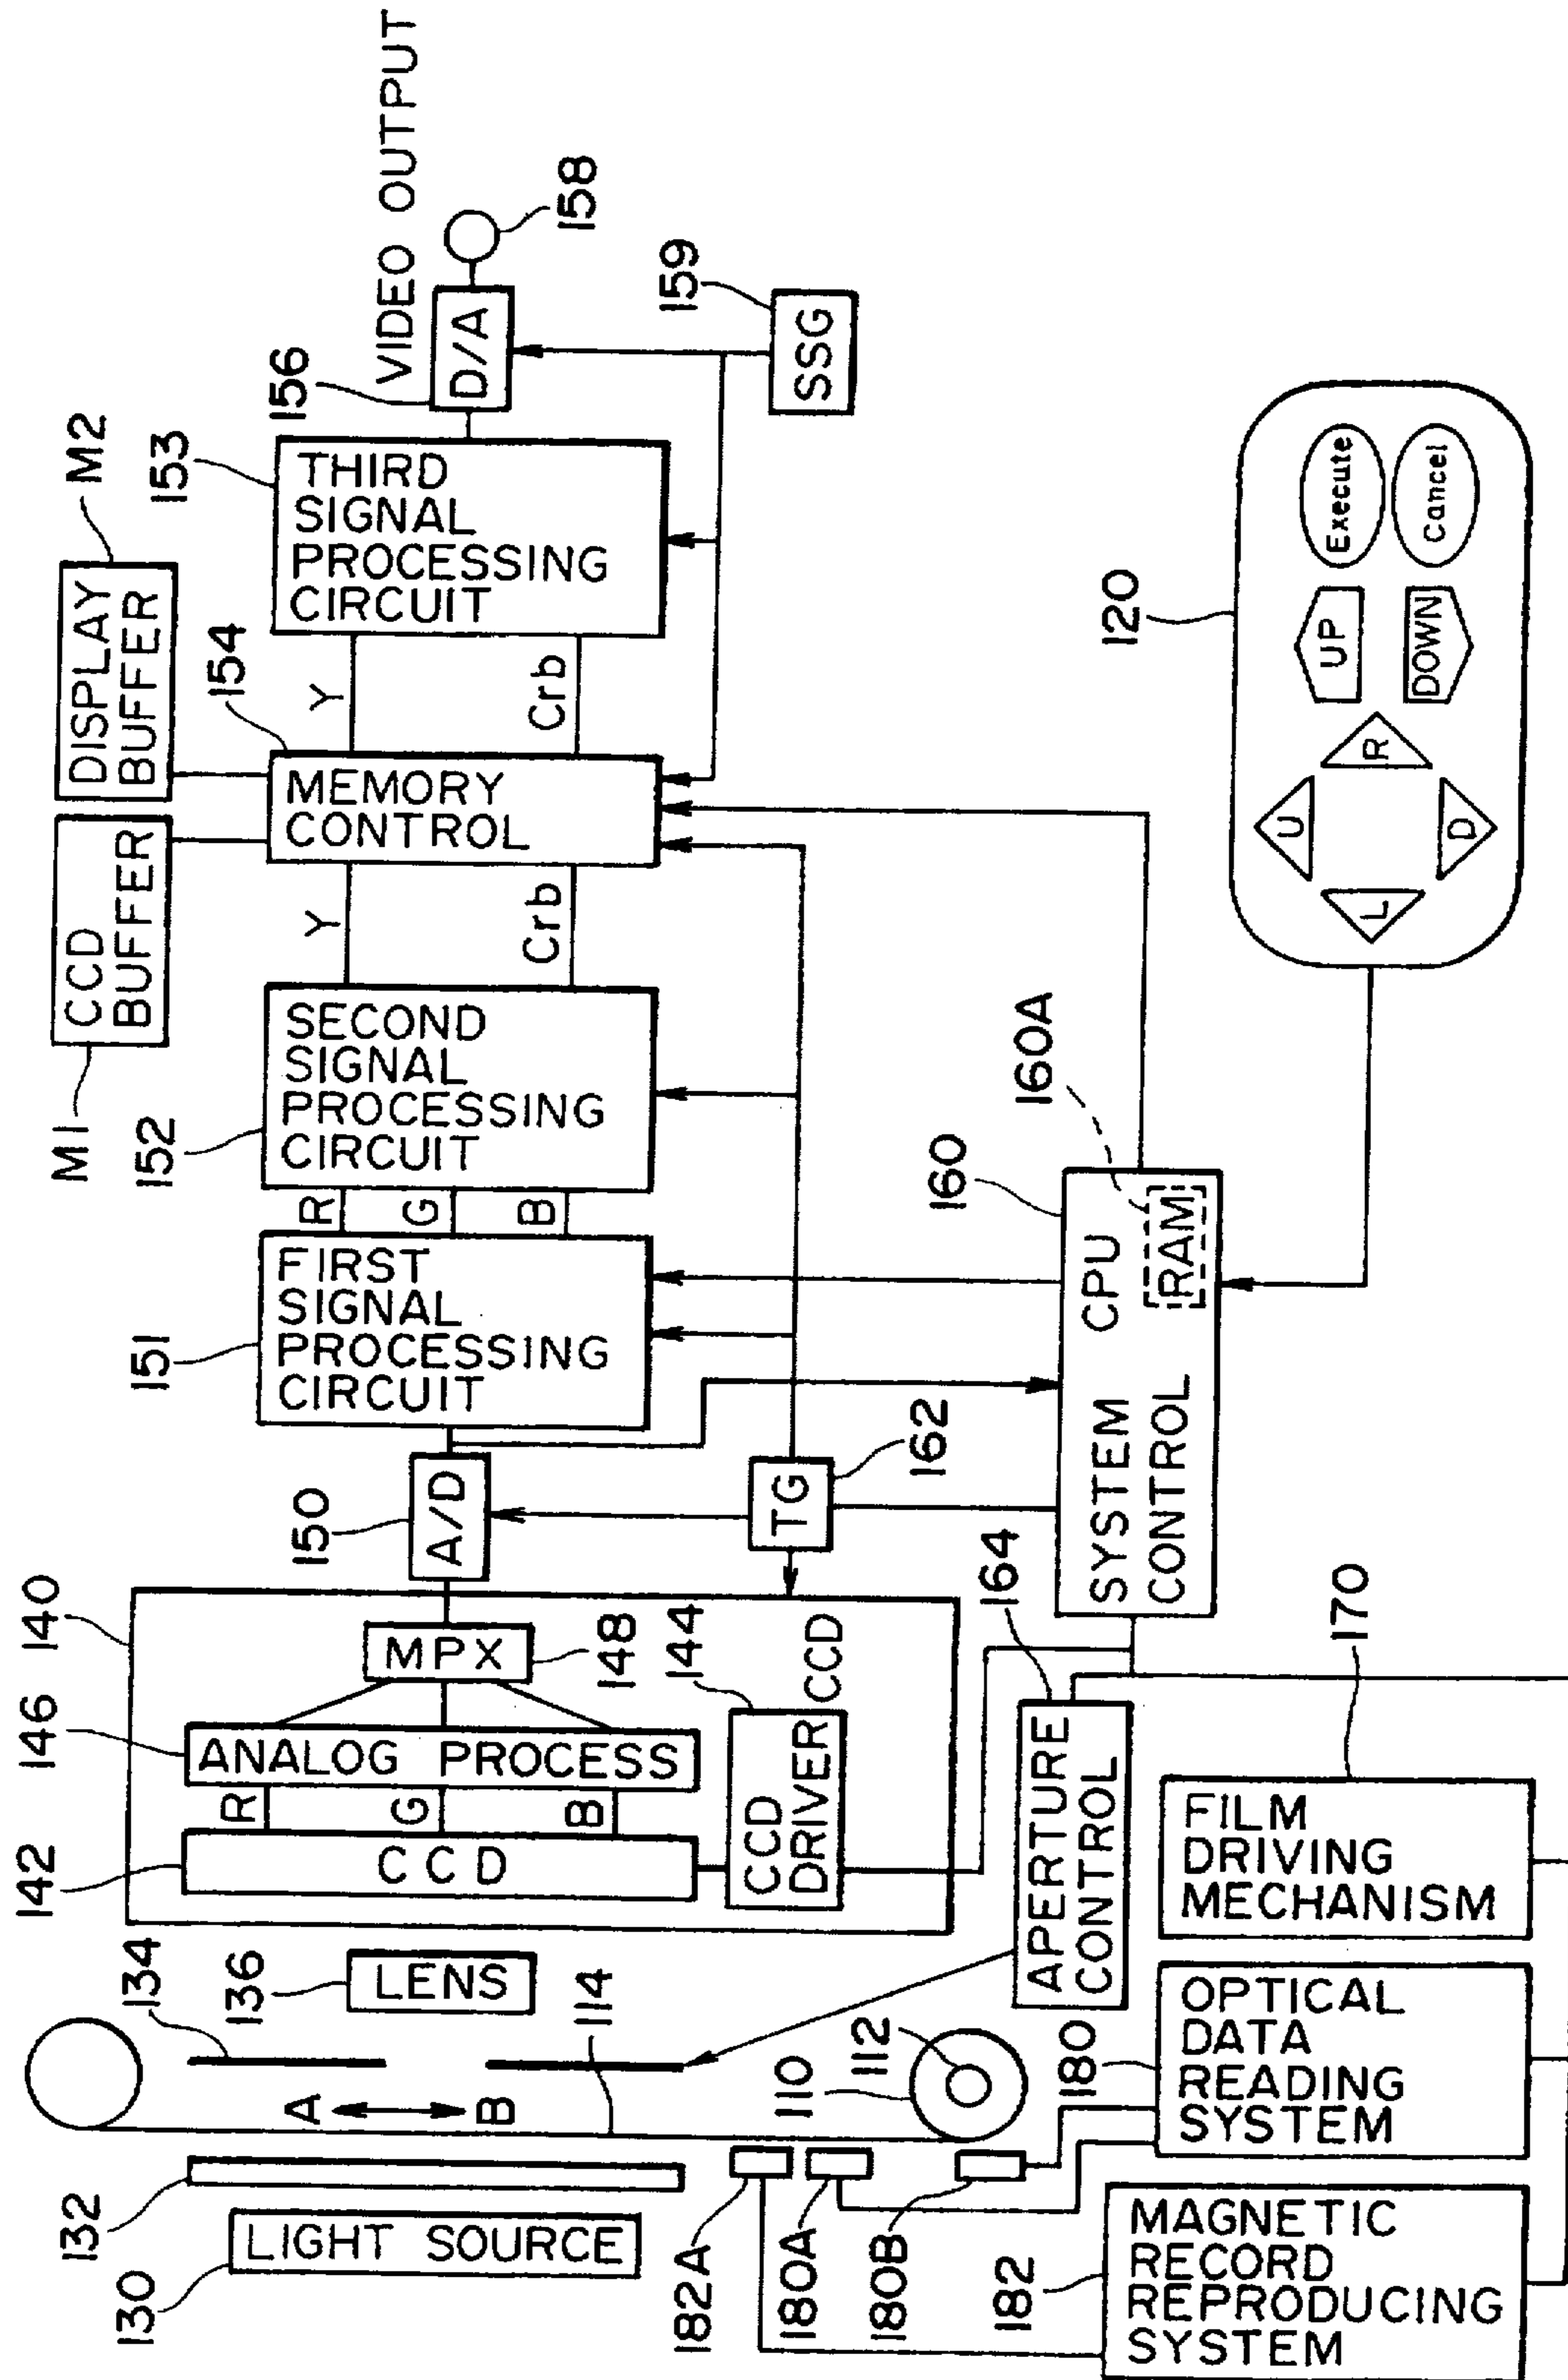 VIDEO OUTPUT
M1
CCD
BUFFER
DISPLAY
BUFFER
M2
130
LIGHT SOURCE
132
134
136
LENS
A
B
114
110
112
140
142
CCD
R
G
B
146
ANALOG PROCESS
MPX
148
144
CCD
DRIVER
CCD
150
A/D
151
FIRST
SIGNAL
PROCESSING
CIRCUIT
R
G
B
152
SECOND
SIGNAL
PROCESSING
CIRCUIT
Y
Crb
154
MEMORY
CONTROL
Y
Crb
153
THIRD
SIGNAL
PROCESSING
CIRCUIT
156
D/A
158
159
SSG
TG
162
164
APERTURE
CONTROL
160
160A
SYSTEM
CONTROL
CPU
RAM
120
U
L
R
D
UP
DOWN
Execute
Cancel
182A
180A
180B
182
MAGNETIC
RECORD
REPRODUCING
SYSTEM
180
OPTICAL
DATA
READING
SYSTEM
170
FILM
DRIVING
MECHANISM